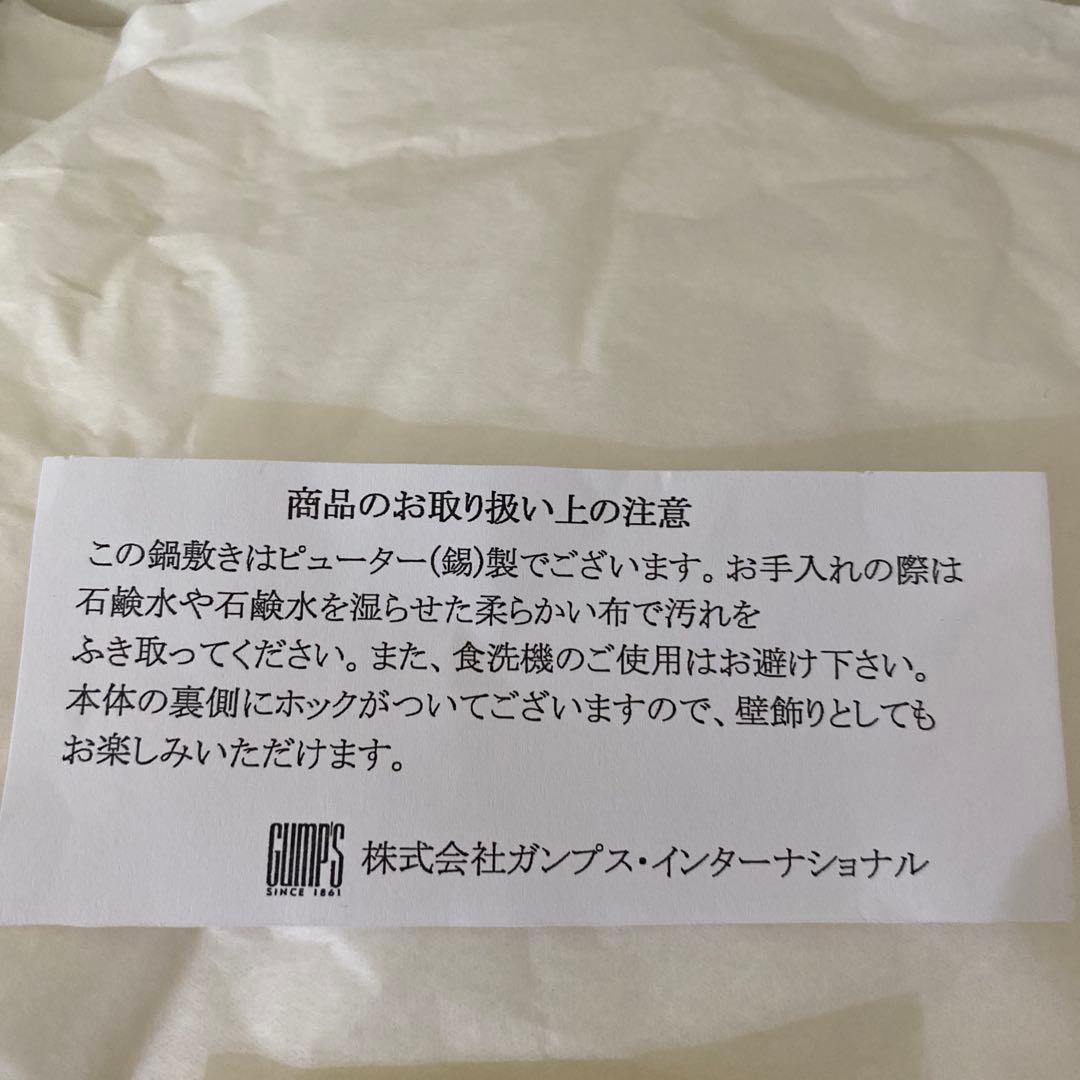 商品のお取り扱い上の注意
この鍋敷きはピューター(錫)製でございます。お手入れの際は
石鹸水や石鹸水を湿らせた柔らかい布で汚れを
ふき取ってください。また、食洗機のご使用はお避け下さい。
本体の裏側にホックがついてございますので、壁飾りとしても
お楽しみいただけます。
GUMP'S
SINCE 1861
株式会社ガンプス・インターナショナル